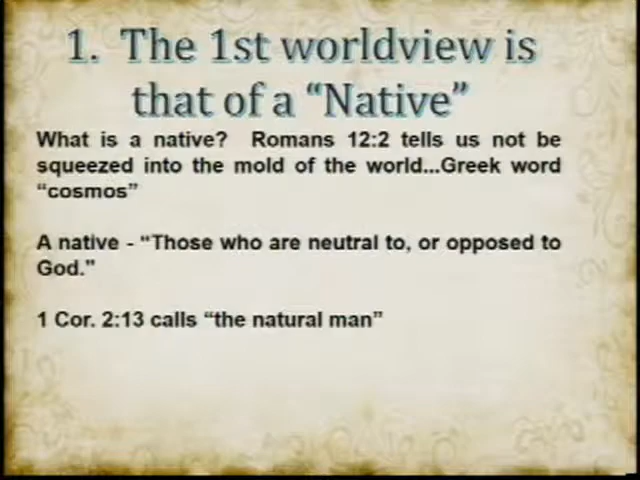 1. The 1st worldview is
that of a “Native”
What is a native? Romans 12:2 tells us not be
squeezed into the mold of the world...Greek word
“cosmos”
A native - “Those who are neutral to, or opposed to
God.”
1 Cor. 2:13 calls “the natural man”